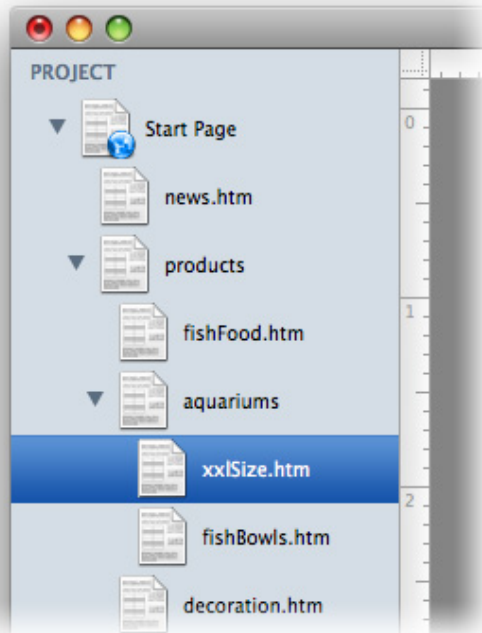 PROJECT
Start Page
news.htm
products
fishFood.htm
aquariums
xxlSize.htm
fishBowls.htm
decoration.htm
0
1
2